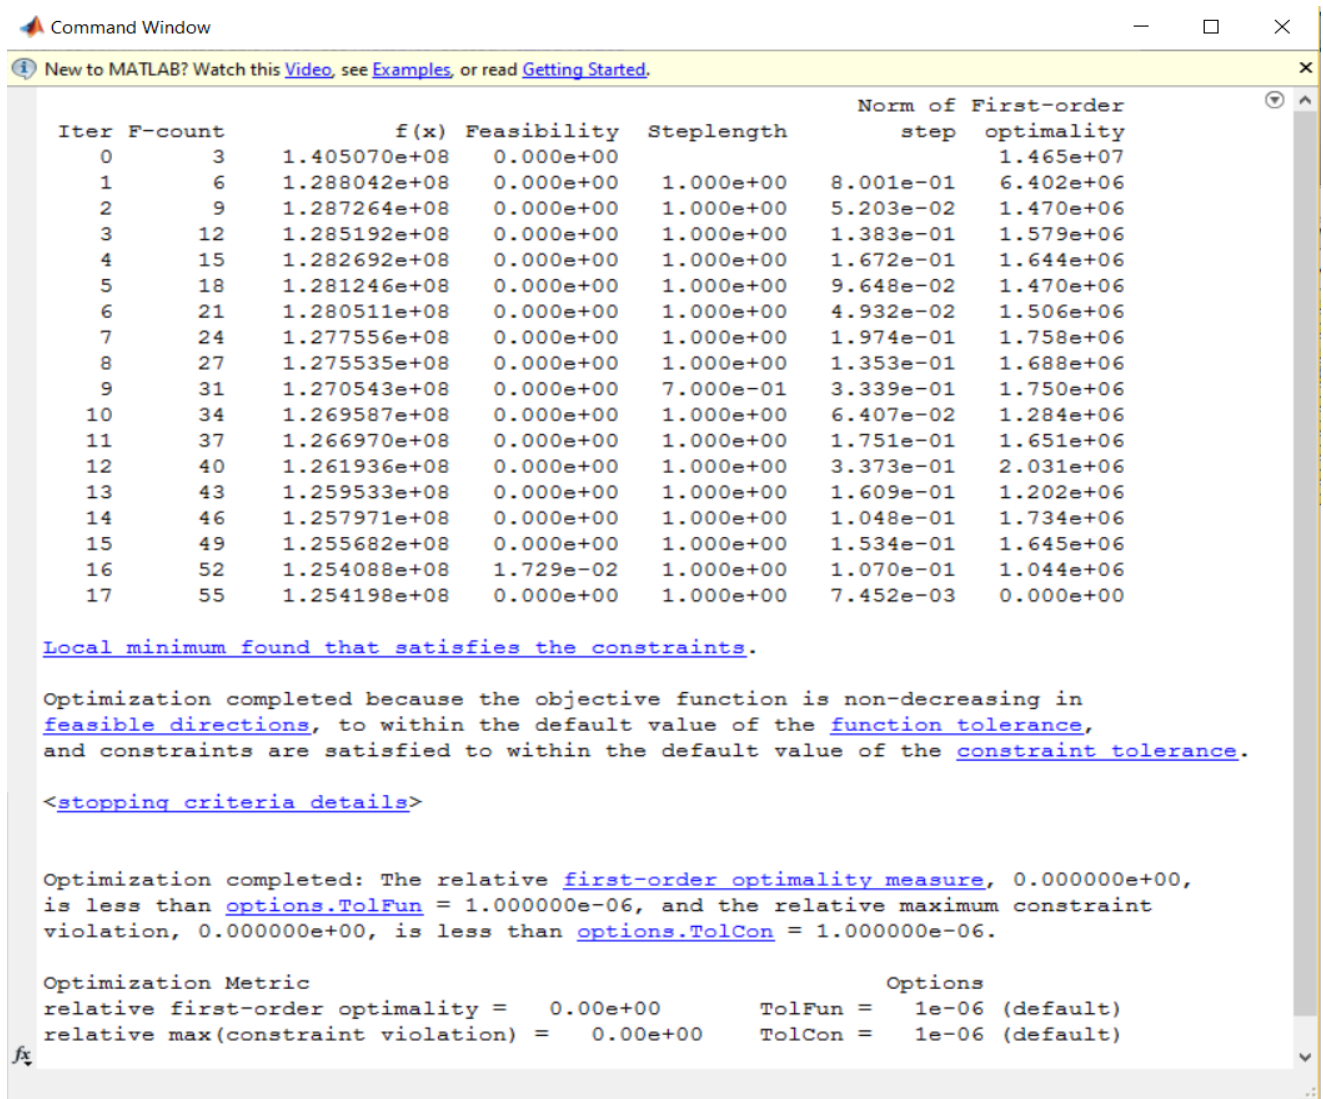 Command Window
New to MATLAB? Watch this Video, see Examples, or read Getting Started.
Norm of First-order
Iter F-count f(x) Feasibility Steplength step optimality
0 3 1.405070e+08 0.000e+00 1.465e+07
1 6 1.288042e+08 0.000e+00 1.000e+00 8.001e-01 6.402e+06
2 9 1.287264e+08 0.000e+00 1.000e+00 5.203e-02 1.470e+06
3 12 1.285192e+08 0.000e+00 1.000e+00 1.383e-01 1.579e+06
4 15 1.282692e+08 0.000e+00 1.000e+00 1.672e-01 1.644e+06
5 18 1.281246e+08 0.000e+00 1.000e+00 9.648e-02 1.470e+06
6 21 1.280511e+08 0.000e+00 1.000e+00 4.932e-02 1.506e+06
7 24 1.277556e+08 0.000e+00 1.000e+00 1.974e-01 1.758e+06
8 27 1.275535e+08 0.000e+00 1.000e+00 1.353e-01 1.688e+06
9 31 1.270543e+08 0.000e+00 7.000e-01 3.339e-01 1.750e+06
10 34 1.269587e+08 0.000e+00 1.000e+00 6.407e-02 1.284e+06
11 37 1.266970e+08 0.000e+00 1.000e+00 1.751e-01 1.651e+06
12 40 1.261936e+08 0.000e+00 1.000e+00 3.373e-01 2.031e+06
13 43 1.259533e+08 0.000e+00 1.000e+00 1.609e-01 1.202e+06
14 46 1.257971e+08 0.000e+00 1.000e+00 1.048e-01 1.734e+06
15 49 1.255682e+08 0.000e+00 1.000e+00 1.534e-01 1.645e+06
16 52 1.254088e+08 1.729e-02 1.000e+00 1.070e-01 1.044e+06
17 55 1.254198e+08 0.000e+00 1.000e+00 7.452e-03 0.000e+00
Local minimum found that satisfies the constraints.
Optimization completed because the objective function is non-decreasing in
feasible directions, to within the default value of the function tolerance,
and constraints are satisfied to within the default value of the constraint tolerance.
<stopping criteria details>
Optimization completed: The relative first-order optimality measure, 0.000000e+00,
is less than options.TolFun = 1.000000e-06, and the relative maximum constraint
violation, 0.000000e+00, is less than options.TolCon = 1.000000e-06.
Optimization Metric Options
relative first-order optimality = 0.00e+00 TolFun = 1e-06 (default)
relative max(constraint violation) = 0.00e+00 TolCon = 1e-06 (default)
fx